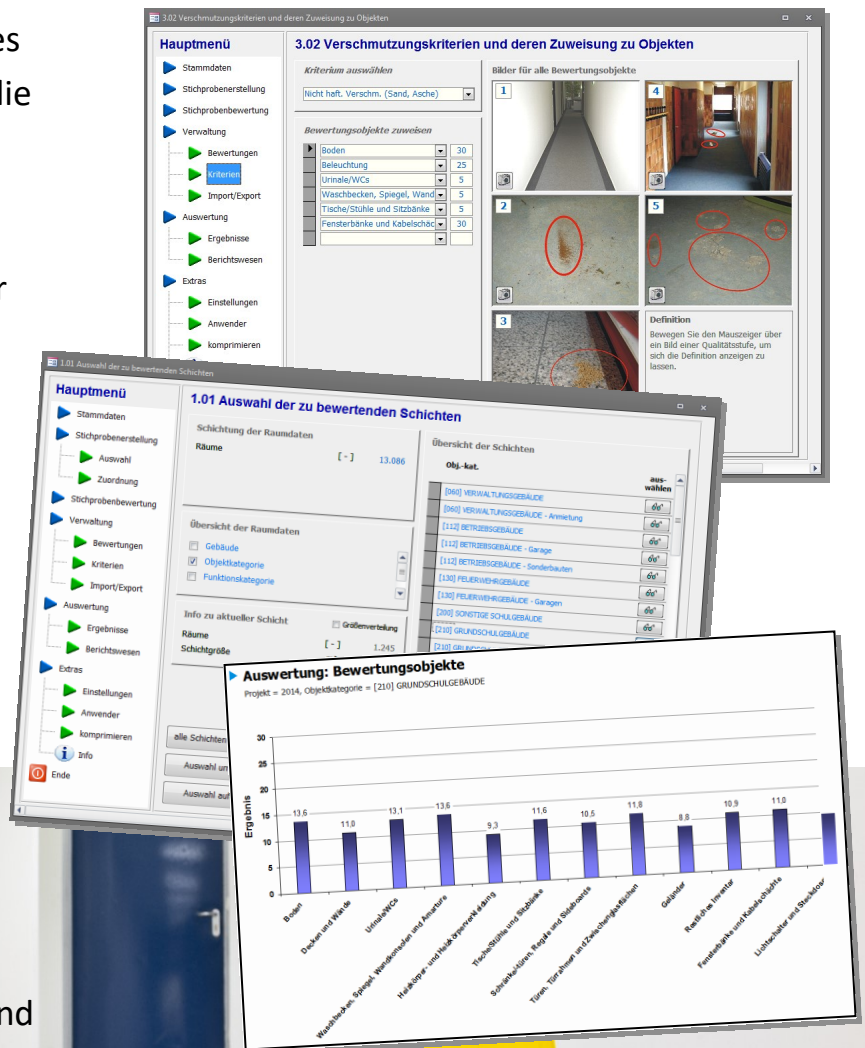 es
lie
r
nd
3.02 Verschmutzungskriterien und deren Zuweisung zu Objekten
Hauptmenü
Stammdaten
Stichprobenerstellung
Stichprobenbewertung
Verwaltung
Bewertungen
Kriterien
Import/Export
Auswertung
Ergebnisse
Berichtswesen
Extras
Einstellungen
Anwender
komprimieren
3.02 Verschmutzungskriterien und deren Zuweisung zu Objekten
Kriterium auswählen
Nicht haft. Verschm. (Sand, Asche)
Bewertungsobjekte zuweisen
Boden 30
Beleuchtung 25
Urinale/WCs 5
Waschbecken, Spiegel, Wand 5
Tische/Stühle und Sitzbänke 5
Fensterbänke und Kabelschäc 30
Bilder für alle Bewertungsobjekte
1
4
2
5
3
Definition
Bewegen Sie den Mauszeiger über
ein Bild einer Qualitätsstufe, um
sich die Definition anzeigen zu
lassen.
1.01 Auswahl der zu bewertenden Schichten
Hauptmenü
Stammdaten
Stichprobenerstellung
Auswahl
Zuordnung
Stichprobenbewertung
Verwaltung
Bewertungen
Kriterien
Import/Export
Auswertung
Ergebnisse
Berichtswesen
Extras
Einstellungen
Anwender
komprimieren
Info
Ende
1.01 Auswahl der zu bewertenden Schichten
Schichtung der Raumdaten
Räume [ - ] 13.086
Übersicht der Raumdaten
Gebäude
Objektkategorie
Funktionskategorie
Info zu aktueller Schicht
Größenverteilung
Räume [ - ] 1.245
Schichtgröße
alle Schichten
Auswahl un
Auswahl auf
Übersicht der Schichten
Obj.-kat.
aus-
wählen
[060] VERWALTUNGSGEBÄUDE
[060] VERWALTUNGSGEBÄUDE - Anmietung
[112] BETRIEBSGEBÄUDE
[112] BETRIEBSGEBÄUDE - Garage
[112] BETRIEBSGEBÄUDE - Sonderbauten
[130] FEUERWEHRGEBÄUDE
[130] FEUERWEHRGEBÄUDE - Garagen
[200] SONSTIGE SCHULGEBÄUDE
[210] GRUNDSCHULGEBÄUDE
Auswertung: Bewertungsobjekte
Projekt = 2014, Objektkategorie = [210] GRUNDSCHULGEBÄUDE
Ergebnis
30
25
20
15
10
5
0
13,6
11,0
13,1
13,6
9,3
11,6
10,5
11,8
8,8
10,9
11,0
Boden
Decken und Wände
Urinale/WCs
Waschbecken, Spiegel, Wandkonsolen und Amarture
Heizkörper- und Heizkörperverkleidung
Tische/Stühle und Sitzbänke
Schränke/-türen, Regale und Sideboards
Türen, Türrahmen und Zwischenglasflächen
Geländer
Restliches Inventar
Fensterbänke und Kabelschächte
Lichtschalter und Steckdose